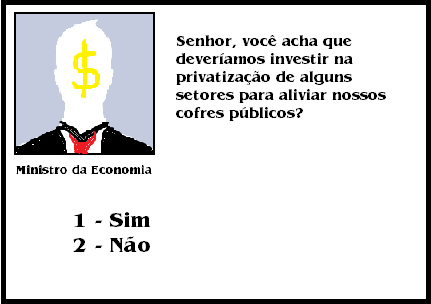 $
Senhor, você acha que
deveríamos investir na
privatização de alguns
setores para aliviar nossos
cofres públicos?
Ministro da Economia
1 - Sim
2 - Não